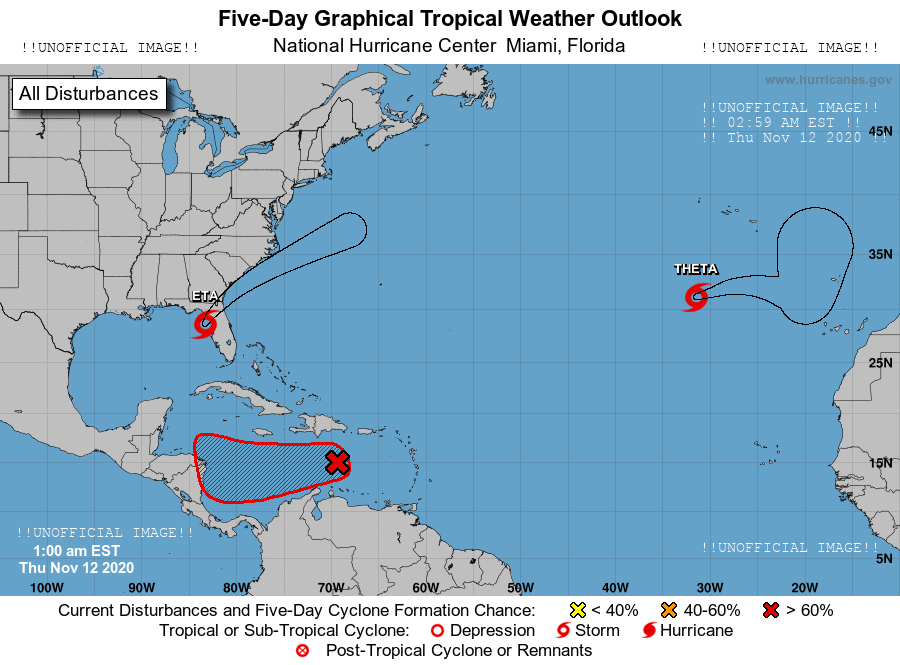 Five-Day Graphical Tropical Weather Outlook
!!UNOFFICIAL IMAGE!! National Hurricane Center Miami, Florida !!UNOFFICIAL IMAGE!!
www.hurricanes.gov
All Disturbances
!!UNOFFICIAL IMAGE!!
!! 02:59 AM EST !!
!! Thu Nov 12 2020 !!
45N
35N
THETA
ETA
25N
15N
!!UNOFFICIAL IMAGE!!
1:00 am EST
Thu Nov 12 2020
!!UNOFFICIAL IMAGE!!
5N
100W 90W 80W 70W 60W 50W 40W 30W 20W
Current Disturbances and Five-Day Cyclone Formation Chance: < 40% 40-60% > 60%
Tropical or Sub-Tropical Cyclone: Depression Storm Hurricane
Post-Tropical Cyclone or Remnants